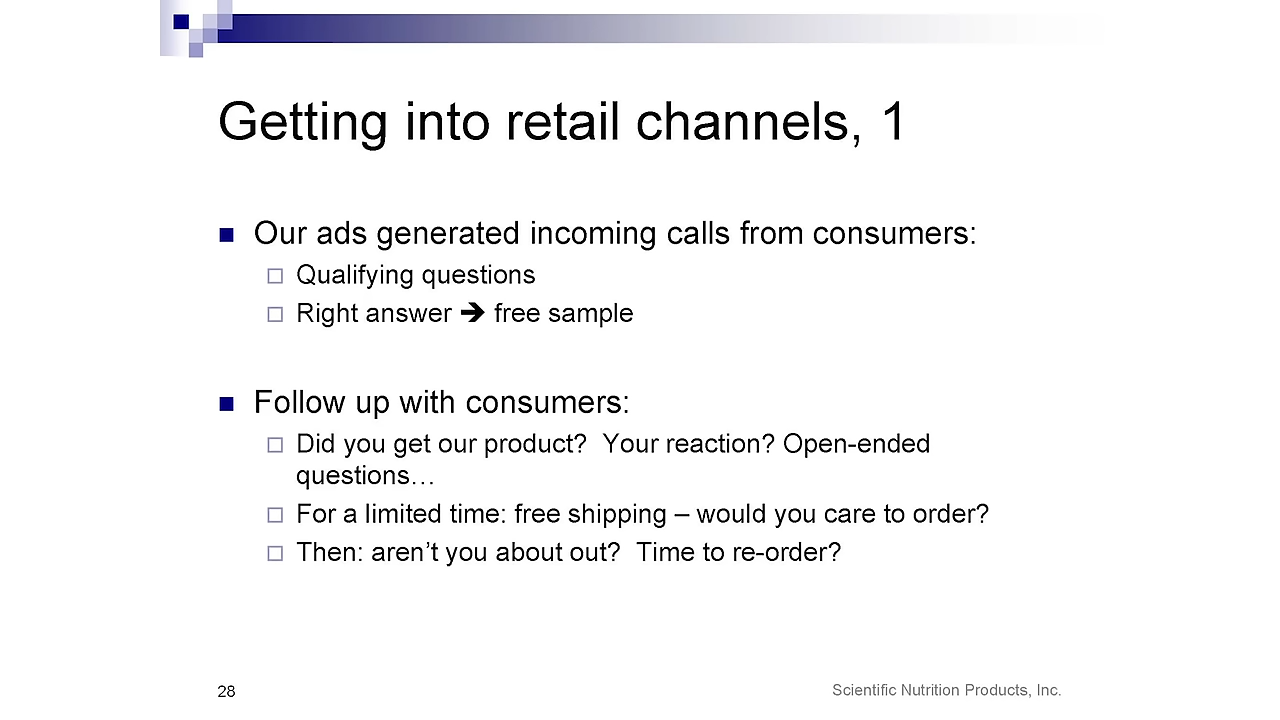 Getting into retail channels, 1
Our ads generated incoming calls from consumers:
Qualifying questions
Right answer ➔ free sample
Follow up with consumers:
Did you get our product?  Your reaction? Open-ended
questions…
For a limited time: free shipping – would you care to order?
Then: aren’t you about out?  Time to re-order?
28
Scientific Nutrition Products, Inc.